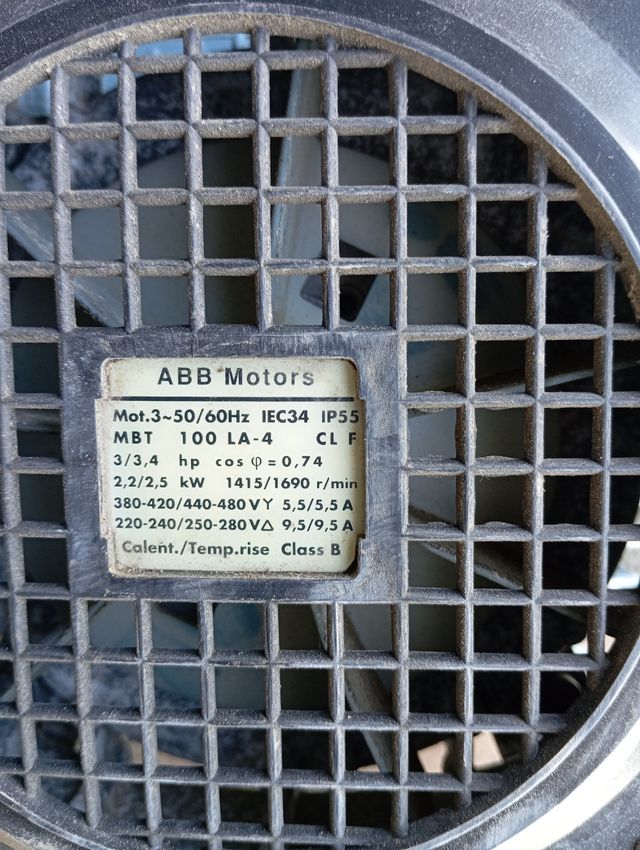 ABB Motors
Mot.3~50/60Hz IEC34 IP55
MBT 100 LA-4 CL F
3/3,4 hp cos φ = 0,74
2,2/2,5 kW 1415/1690 r/min
380-420/440-480 V Y 5,5/5,5 A
220-240/250-280 V Δ 9,5/9,5 A
Calent./Temp.rise Class B